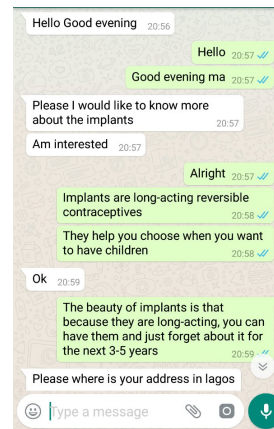 Hello Good evening 20:56
Hello 20:57
Good evening ma 20:57
Please I would like to know more
about the implants 20:57
Am interested 20:57
Alright 20:57
Implants are long-acting reversible
contraceptives 20:58
They help you choose when you want
to have children 20:58
Ok 20:59
The beauty of implants is that
because they are long-acting, you can
have them and just forget about it for
the next 3-5 years 20:59
Please where is your address in lagos
Type a message